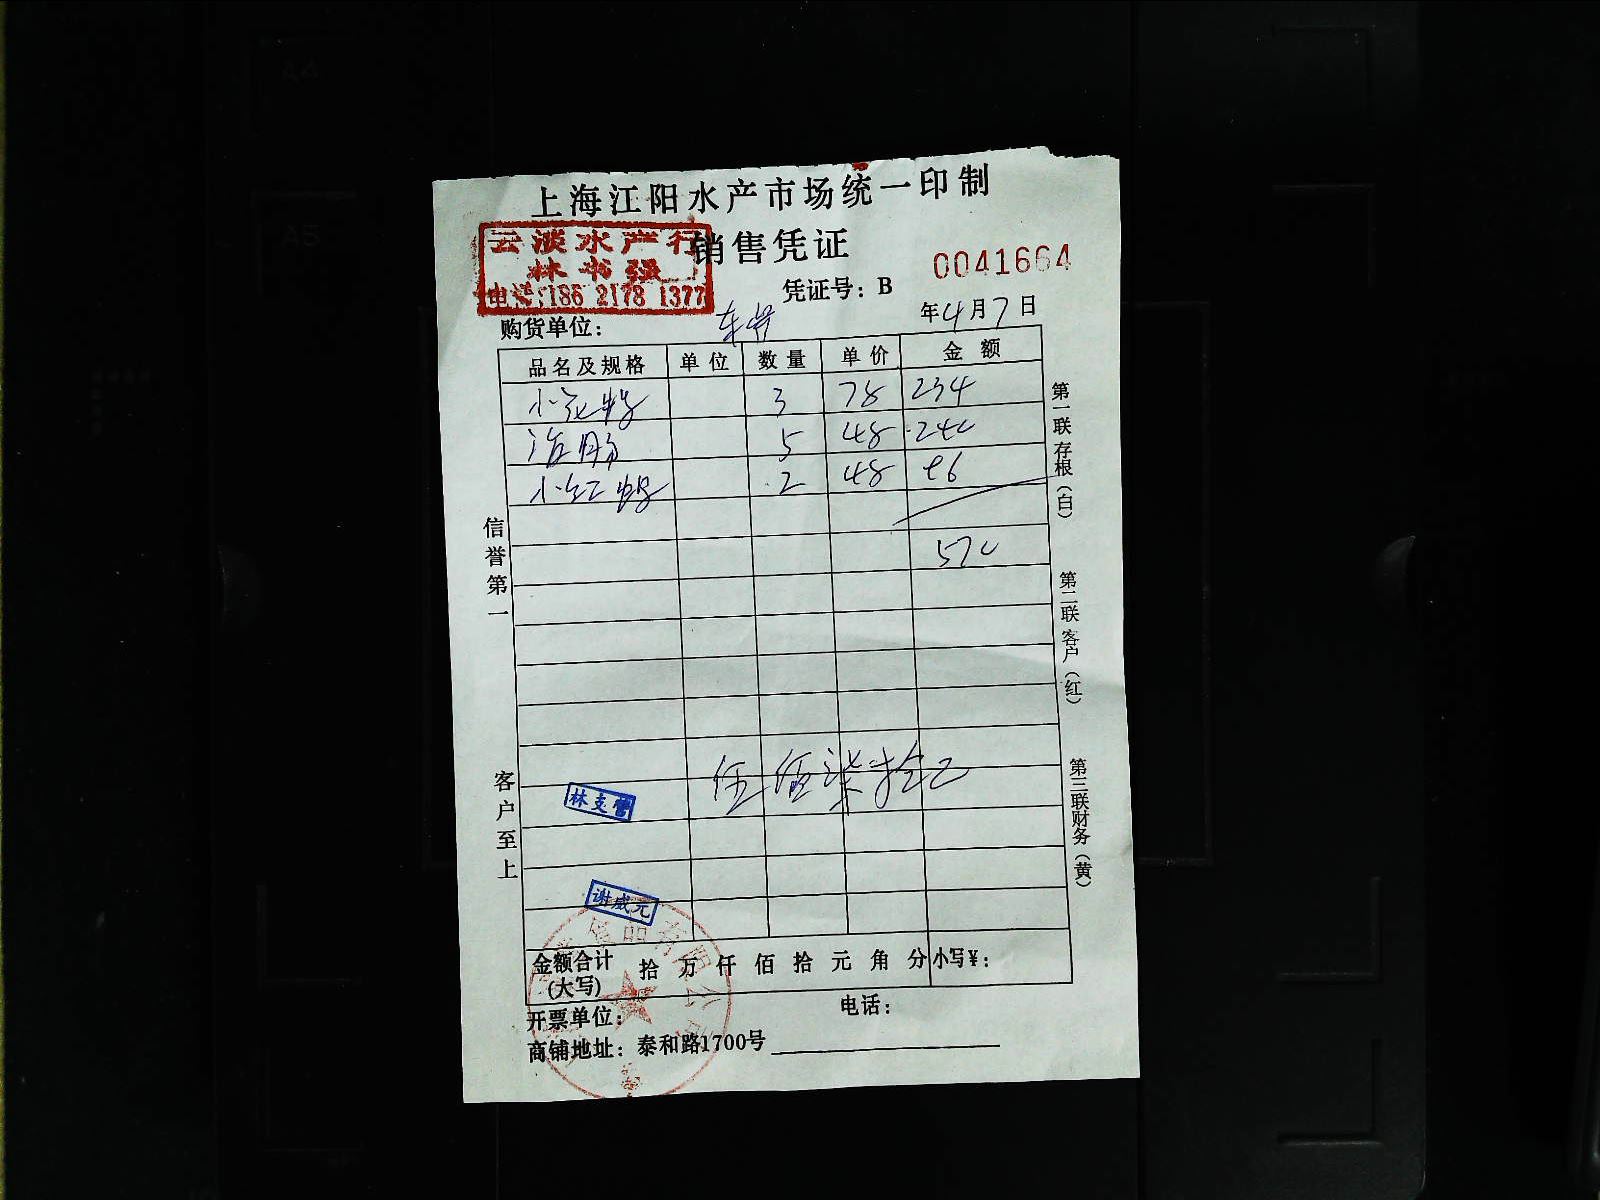 上海江阳水产市场统一印制
销售凭证
云淡水产行
林书强
电话:186 2178 1377
0041664
凭证号：B
年4月7日
购货单位：
品名及规格 单位 数量 单价 金额
小 3 78 234
5 48 240
小红 2 48 96
570
伍佰柒拾
林支营
谢威元
金额合计(大写) 拾 万 仟 佰 拾 元 角 分 小写¥：
开票单位：
电话：
商铺地址：泰和路1700号
有限公司
信誉第一
客户至上
第一联 存根（白）
第二联 客户（红）
第三联 财务（黄）